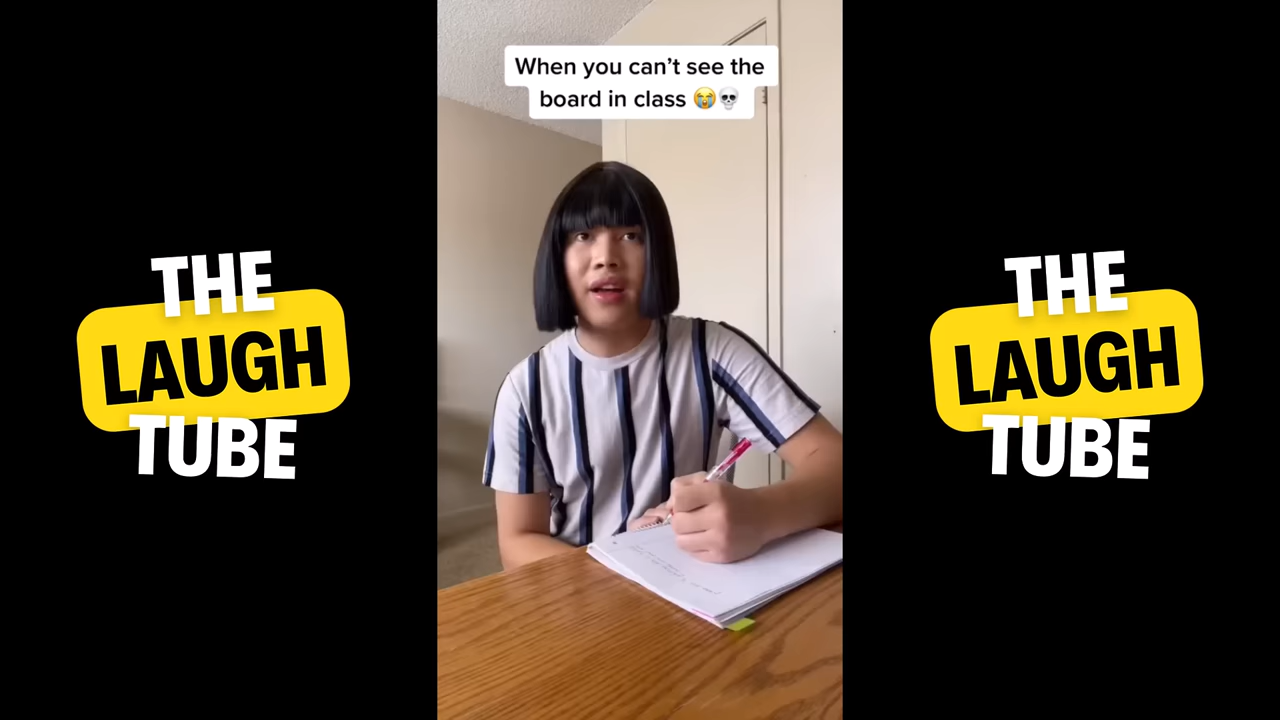 When you can't see the
board in class 😭💀
THE
LAUGH
TUBE
THE
LAUGH
TUBE